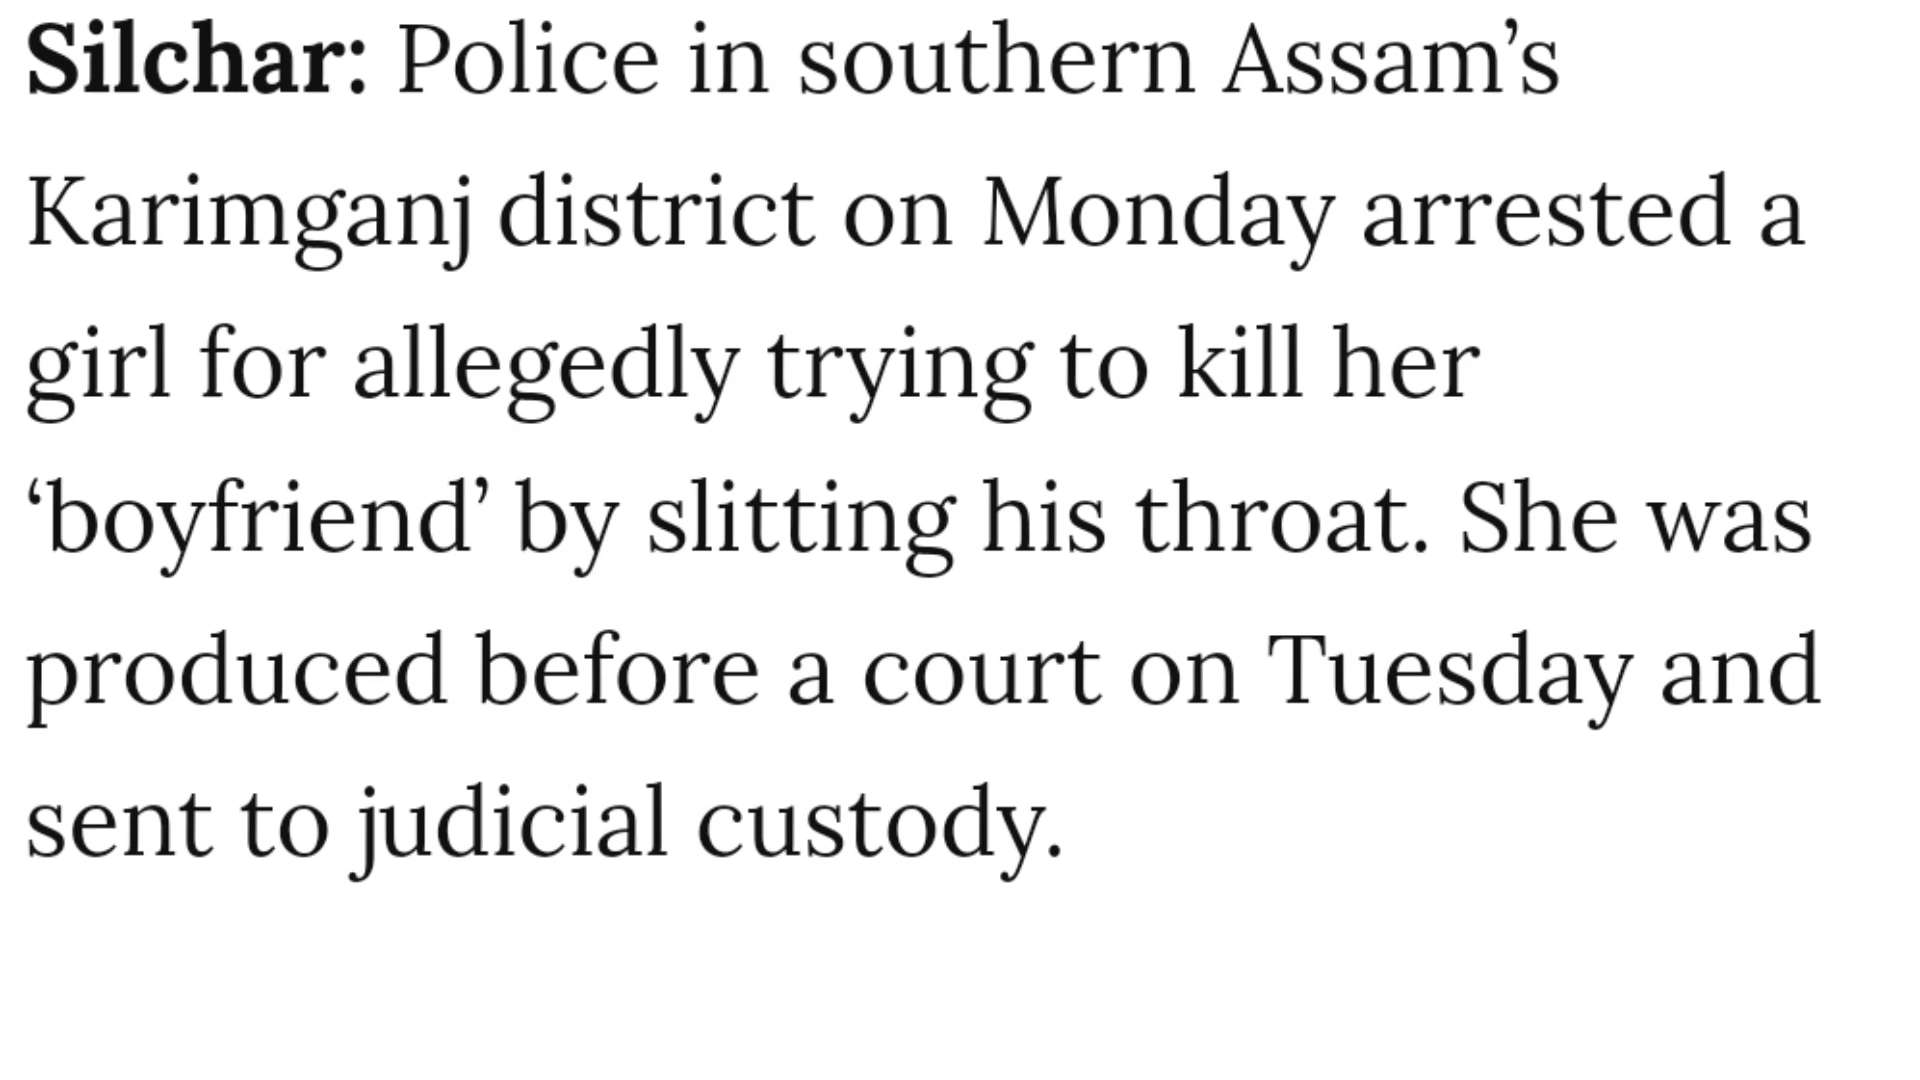 Silchar: Police in southern Assam’s
Karimganj district on Monday arrested a
girl for allegedly trying to kill her
‘boyfriend’ by slitting his throat. She was
produced before a court on Tuesday and
sent to judicial custody.